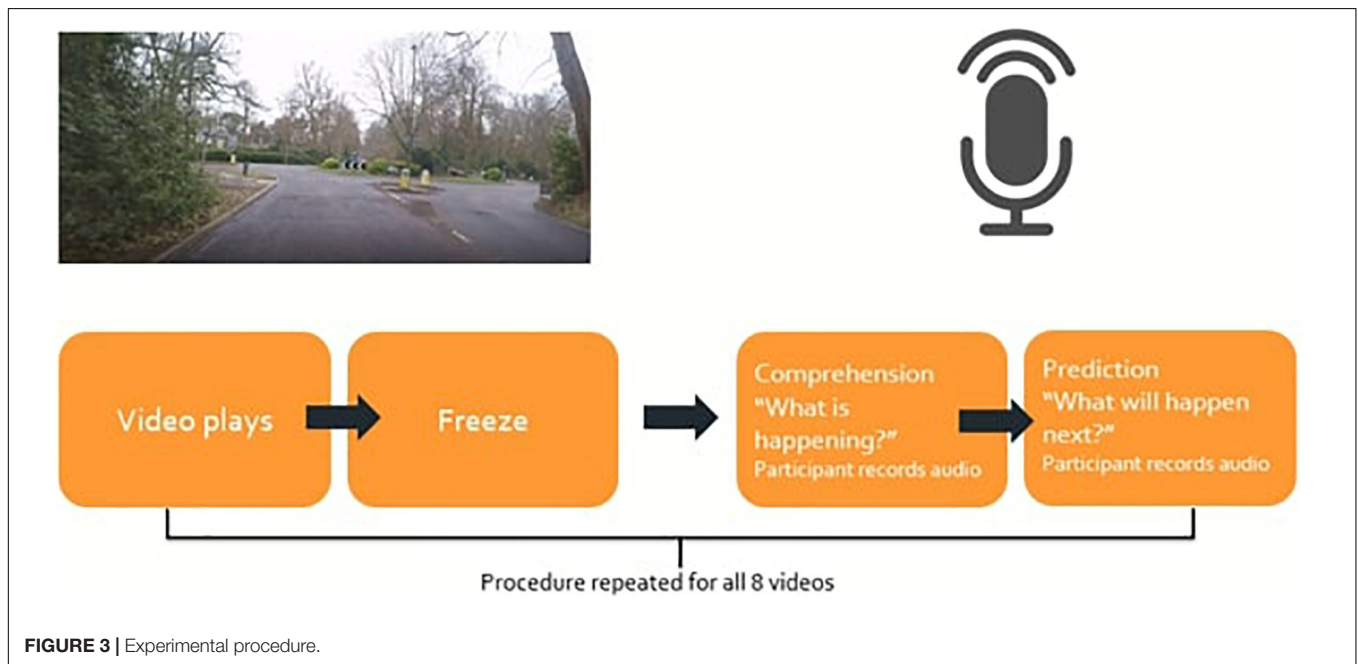 Video plays
Freeze
Comprehension
"What is
happening?"
Participant records audio
Prediction
"What will happen
next?"
Participant records audio
Procedure repeated for all 8 videos
FIGURE 3 | Experimental procedure.